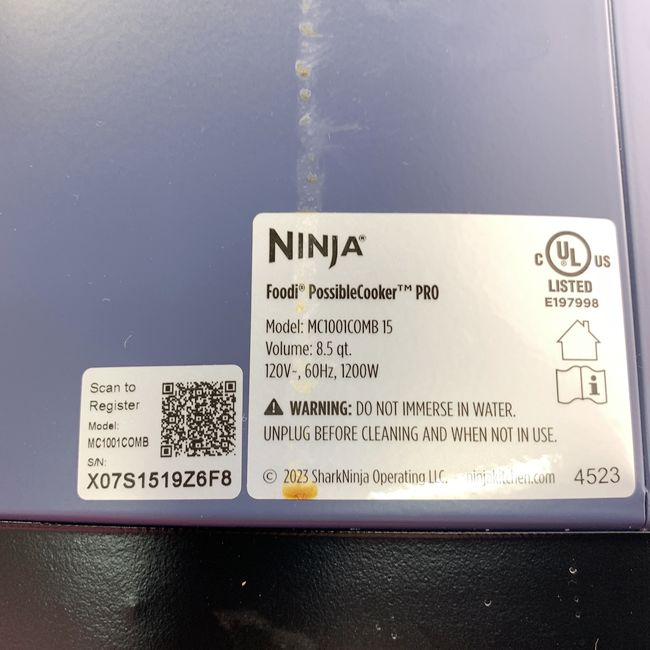 NINJA®
Foodi® PossibleCooker™ PRO
Model: MC1001COMB 15
Volume: 8.5 qt.
120V~, 60Hz, 1200W
⚠ WARNING: DO NOT IMMERSE IN WATER.
UNPLUG BEFORE CLEANING AND WHEN NOT IN USE.
© 2023 SharkNinja Operating LLC. ninjakitchen.com 4523
C UL® US
LISTED
E197998
i
Scan to
Register
Model:
MC1001COMB
S/N:
X07S1519Z6F8